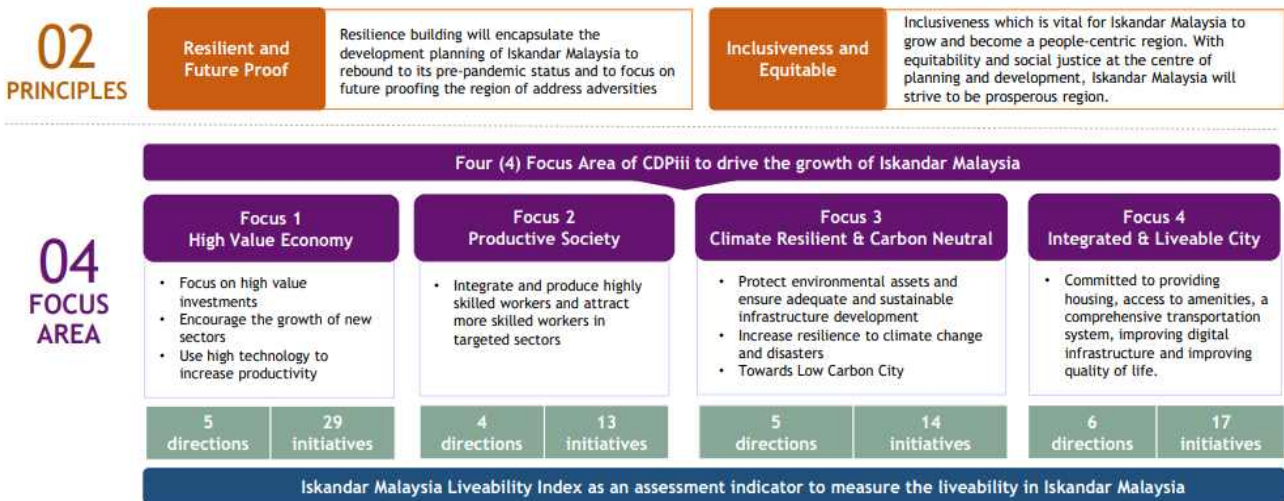 02
PRINCIPLES
Resilient and
Future Proof
Resilience building will encapsulate the
development planning of Iskandar Malaysia to
rebound to its pre-pandemic status and to focus on
future proofing the region of address adversities
Inclusiveness and
Equitable
Inclusiveness which is vital for Iskandar Malaysia to
grow and become a people-centric region. With
equitability and social justice at the centre of
planning and development, Iskandar Malaysia will
strive to be prosperous region.
04
FOCUS
AREA
Four (4) Focus Area of CDPiii to drive the growth of Iskandar Malaysia
Focus 1
High Value Economy
• Focus on high value
investments
• Encourage the growth of new
sectors
• Use high technology to
increase productivity
5
directions
29
initiatives
Focus 2
Productive Society
• Integrate and produce highly
skilled workers and attract
more skilled workers in
targeted sectors
4
directions
13
initiatives
Focus 3
Climate Resilient & Carbon Neutral
• Protect environmental assets and
ensure adequate and sustainable
infrastructure development
• Increase resilience to climate change
and disasters
• Towards Low Carbon City
5
directions
14
initiatives
Focus 4
Integrated & Liveable City
• Committed to providing
housing, access to amenities, a
comprehensive transportation
system, improving digital
infrastructure and improving
quality of life.
6
directions
17
initiatives
Iskandar Malaysia Liveability Index as an assessment indicator to measure the liveability in Iskandar Malaysia